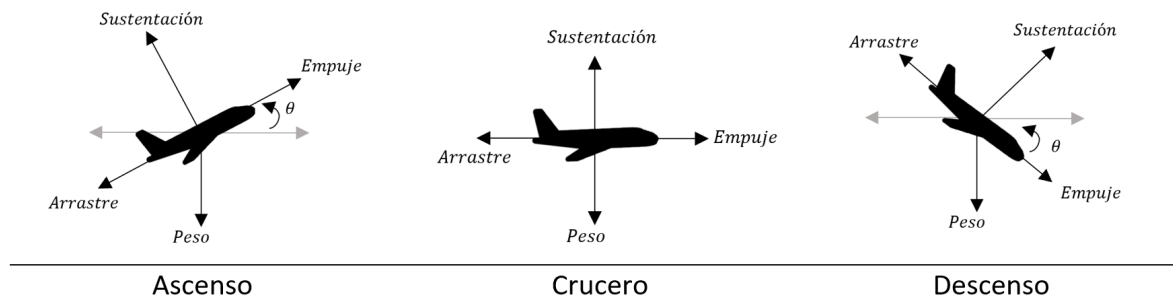 Sustentación
Empuje
θ
Arrastre
Peso
Ascenso
Sustentación
Arrastre
Empuje
Peso
Crucero
Arrastre
Sustentación
θ
Empuje
Peso
Descenso